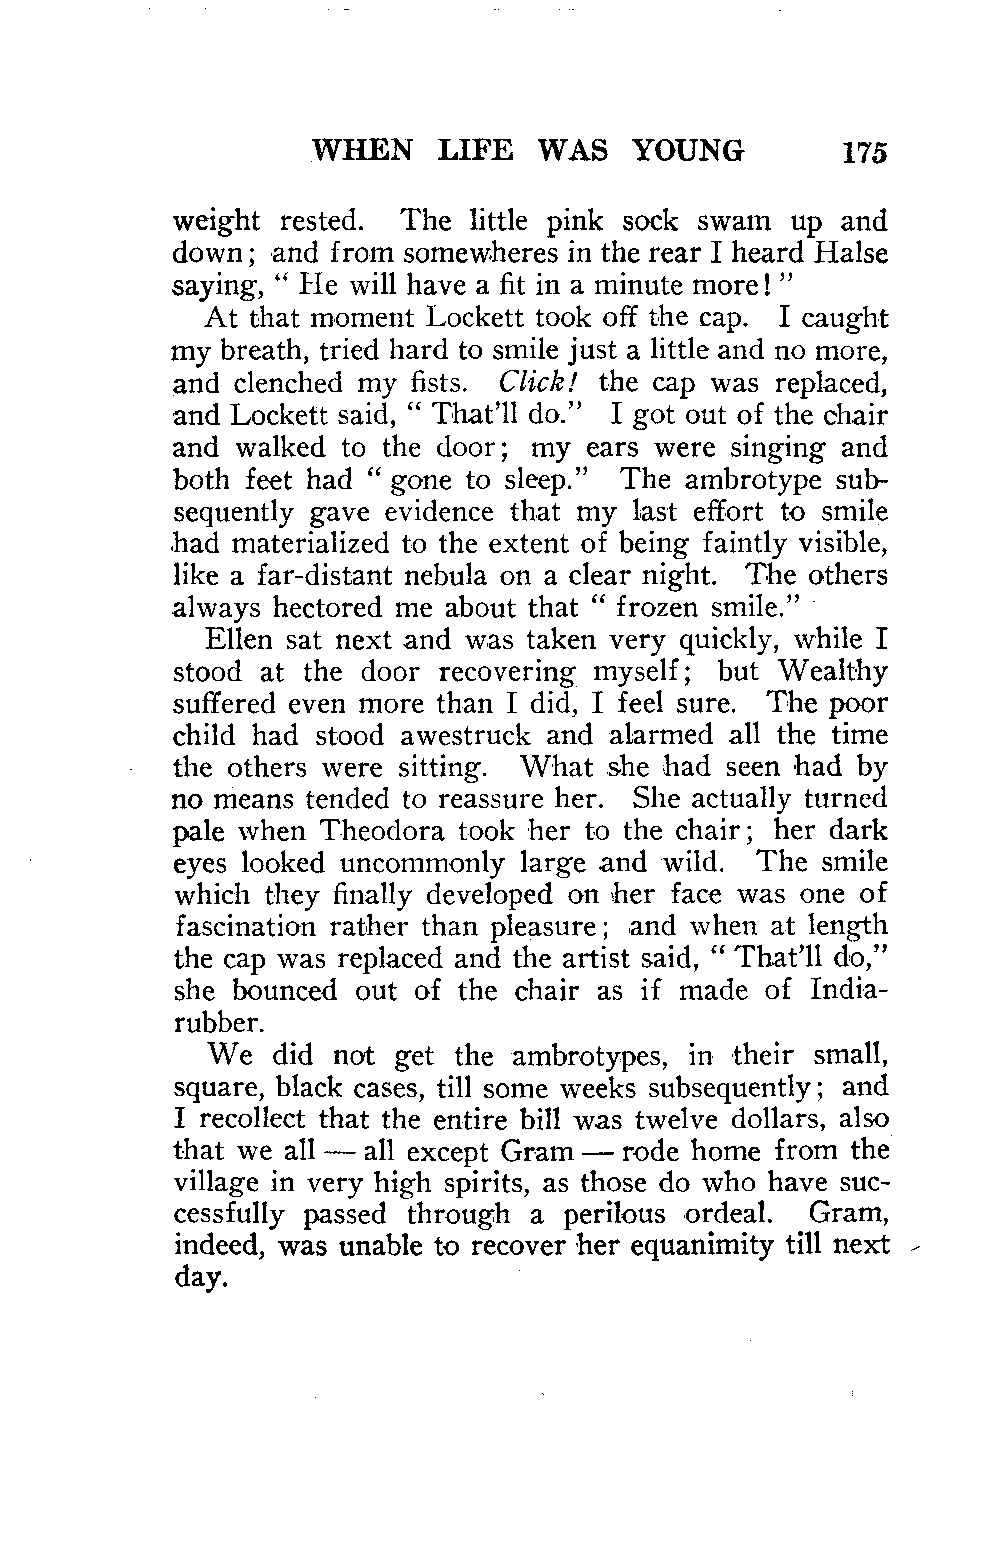 WHEN LIFE WAS YOUNG 175
weight rested. The little pink sock swam up and
down; and from somewheres in the rear I heard Halse
saying, “ He will have a fit in a minute more! ”
At that moment Lockett took off the cap. I caught
my breath, tried hard to smile just a little and no more,
and clenched my fists. Click! the cap was replaced,
and Lockett said, “ That’ll do.” I got out of the chair
and walked to the door; my ears were singing and
both feet had “ gone to sleep.” The ambrotype sub-
sequently gave evidence that my last effort to smile
had materialized to the extent of being faintly visible,
like a far-distant nebula on a clear night. The others
always hectored me about that “ frozen smile.”
Ellen sat next and was taken very quickly, while I
stood at the door recovering myself; but Wealthy
suffered even more than I did, I feel sure. The poor
child had stood awestruck and alarmed all the time
the others were sitting. What she had seen had by
no means tended to reassure her. She actually turned
pale when Theodora took her to the chair; her dark
eyes looked uncommonly large and wild. The smile
which they finally developed on her face was one of
fascination rather than pleasure; and when at length
the cap was replaced and the artist said, “ That’ll do,”
she bounced out of the chair as if made of India-
rubber.
We did not get the ambrotypes, in their small,
square, black cases, till some weeks subsequently; and
I recollect that the entire bill was twelve dollars, also
that we all — all except Gram — rode home from the
village in very high spirits, as those do who have suc-
cessfully passed through a perilous ordeal. Gram,
indeed, was unable to recover her equanimity till next
day.